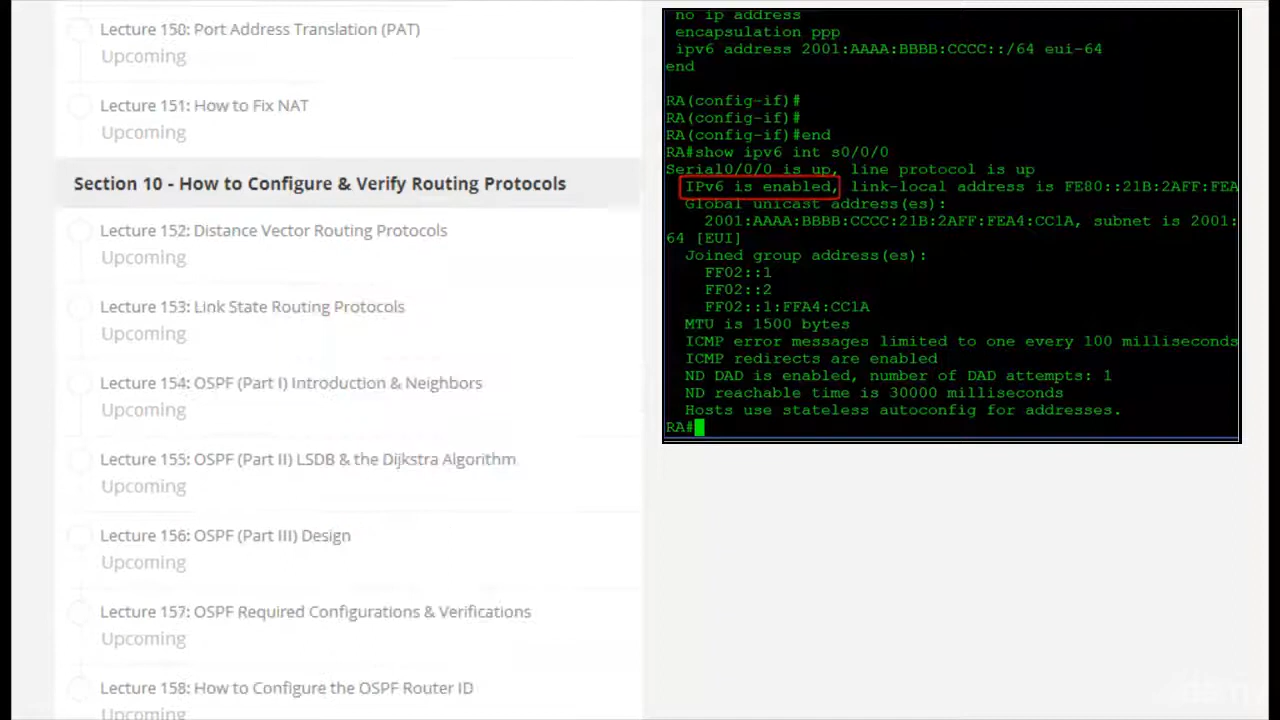 Lecture 150: Port Address Translation (PAT)
Upcoming
Lecture 151: How to Fix NAT
Upcoming
Section 10 - How to Configure & Verify Routing Protocols
Lecture 152: Distance Vector Routing Protocols
Upcoming
Lecture 153: Link State Routing Protocols
Upcoming
Lecture 154: OSPF (Part I) Introduction & Neighbors
Upcoming
Lecture 155: OSPF (Part II) LSDB & the Dijkstra Algorithm
Upcoming
Lecture 156: OSPF (Part III) Design
Upcoming
Lecture 157: OSPF Required Configurations & Verifications
Upcoming
Lecture 158: How to Configure the OSPF Router ID
Upcoming
no ip address
encapsulation ppp
ipv6 address 2001:AAAA:BBBB:CCCC::/64 eui-64
end
RA(config-if)#
RA(config-if)#
RA(config-if)#end
RA#show ipv6 int s0/0/0
Serial0/0/0 is up, line protocol is up
IPv6 is enabled, link-local address is FE80::21B:2AFF:FEA
Global unicast address(es):
2001:AAAA:BBBB:CCCC:21B:2AFF:FEA4:CC1A, subnet is 2001:
64 [EUI]
Joined group address(es):
FF02::1
FF02::2
FF02::1:FFA4:CC1A
MTU is 1500 bytes
ICMP error messages limited to one every 100 milliseconds
ICMP redirects are enabled
ND DAD is enabled, number of DAD attempts: 1
ND reachable time is 30000 milliseconds
Hosts use stateless autoconfig for addresses.
RA#